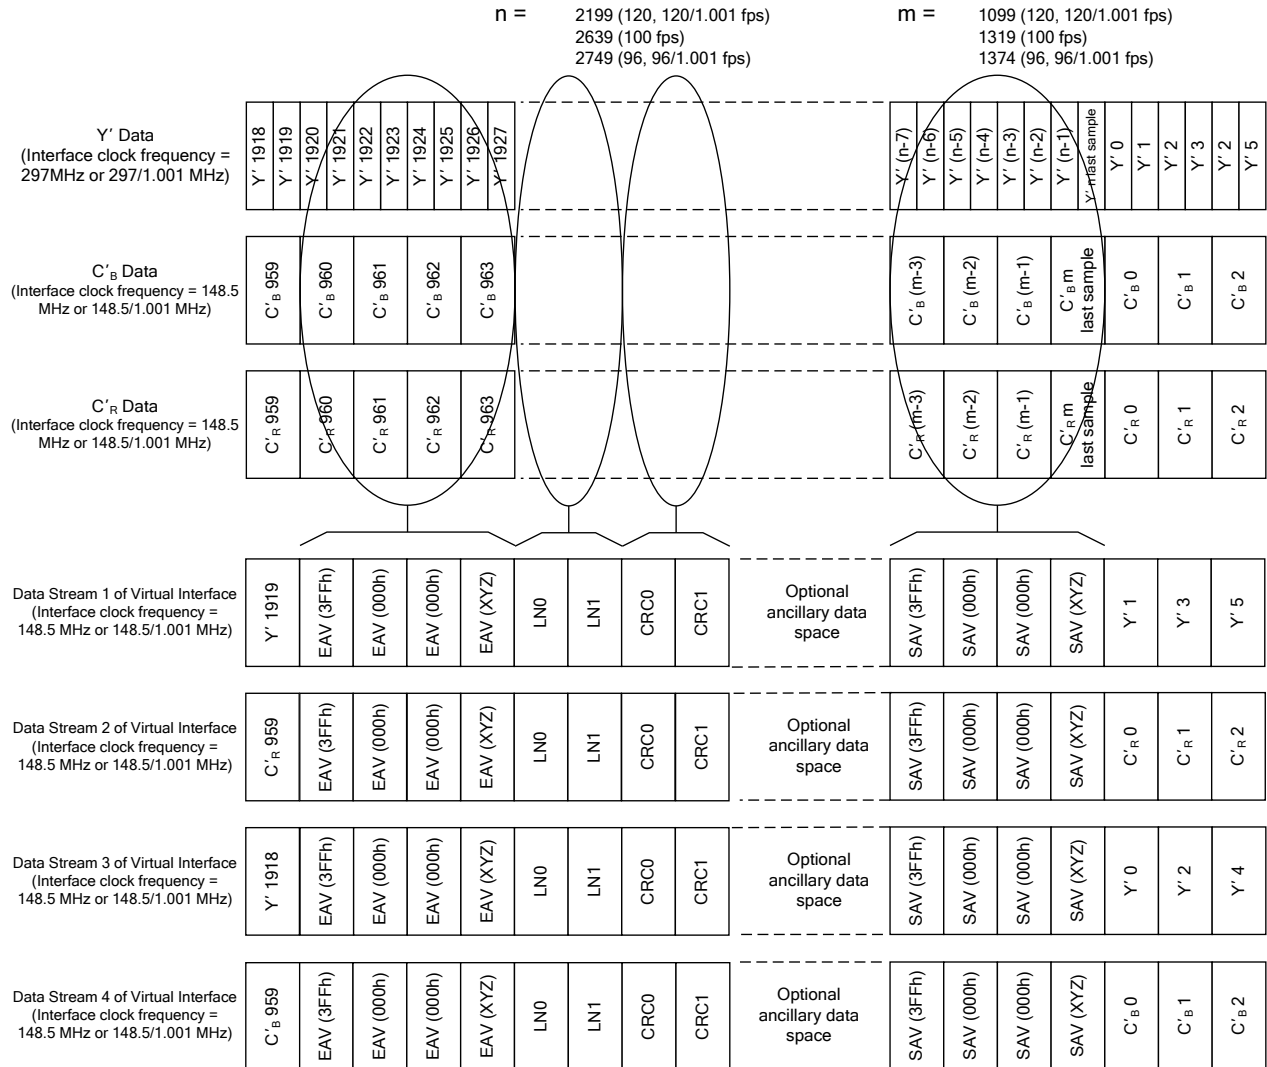 n =
2199 (120, 120/1.001 fps)
2639 (100 fps)
2749 (96, 96/1.001 fps)
m =
1099 (120, 120/1.001 fps)
1319 (100 fps)
1374 (96, 96/1.001 fps)
Y′ Data
(Interface clock frequency =
297MHz or 297/1.001 MHz)
Y′ 1918
Y′ 1919
Y′ 1920
Y′ 1921
Y′ 1922
Y′ 1923
Y′ 1924
Y′ 1925
Y′ 1926
Y′ 1927
Y′ (n-7)
Y′ (n-6)
Y′ (n-5)
Y′ (n-4)
Y′ (n-3)
Y′ (n-2)
Y′ (n-1)
Y′ n last sample
Y′ 0
Y′ 1
Y′ 2
Y′ 3
Y′ 2
Y′ 5
C′B Data
(Interface clock frequency = 148.5
MHz or 148.5/1.001 MHz)
C′B 959
C′B 960
C′B 961
C′B 962
C′B 963
C′B (m-3)
C′B (m-2)
C′B (m-1)
C′B m
last sample
C′B 0
C′B 1
C′B 2
C′R Data
(Interface clock frequency = 148.5
MHz or 148.5/1.001 MHz)
C′R 959
C′R 960
C′R 961
C′R 962
C′R 963
C′R (m-3)
C′R (m-2)
C′R (m-1)
C′R m
last sample
C′R 0
C′R 1
C′R 2
Data Stream 1 of Virtual Interface
(Interface clock frequency =
148.5 MHz or 148.5/1.001 MHz)
Y′ 1919
EAV (3FFh)
EAV (000h)
EAV (000h)
EAV (XYZ)
LN0
LN1
CRC0
CRC1
Optional
ancillary data
space
SAV (3FFh)
SAV (000h)
SAV (000h)
SAV (XYZ)
Y′ 1
Y′ 3
Y′ 5
Data Stream 2 of Virtual Interface
(Interface clock frequency =
148.5 MHz or 148.5/1.001 MHz)
C′R 959
EAV (3FFh)
EAV (000h)
EAV (000h)
EAV (XYZ)
LN0
LN1
CRC0
CRC1
Optional
ancillary data
space
SAV (3FFh)
SAV (000h)
SAV (000h)
SAV (XYZ)
C′R 0
C′R 1
C′R 2
Data Stream 3 of Virtual Interface
(Interface clock frequency =
148.5 MHz or 148.5/1.001 MHz)
Y′ 1918
EAV (3FFh)
EAV (000h)
EAV (000h)
EAV (XYZ)
LN0
LN1
CRC0
CRC1
Optional
ancillary data
space
SAV (3FFh)
SAV (000h)
SAV (000h)
SAV (XYZ)
Y′ 0
Y′ 2
Y′ 4
Data Stream 4 of Virtual Interface
(Interface clock frequency =
148.5 MHz or 148.5/1.001 MHz)
C′B 959
EAV (3FFh)
EAV (000h)
EAV (000h)
EAV (XYZ)
LN0
LN1
CRC0
CRC1
Optional
ancillary data
space
SAV (3FFh)
SAV (000h)
SAV (000h)
SAV (XYZ)
C′B 0
C′B 1
C′B 2